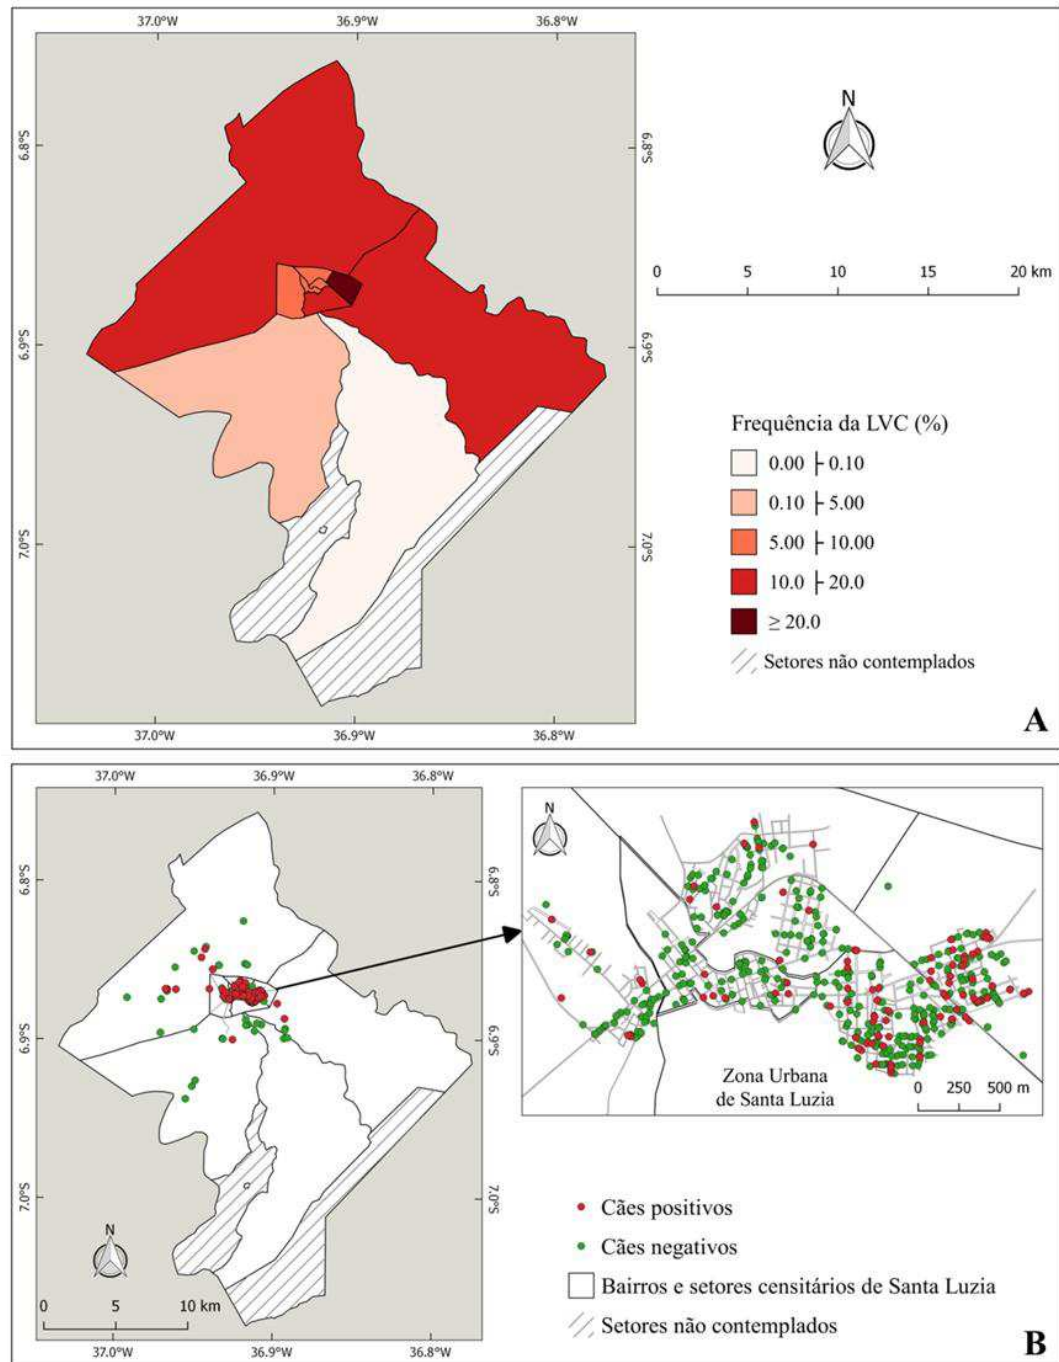 37.0°W 36.9°W 36.8°W
6.8°S 6.8°S
N
0 5 10 15 20 km
6.9°S 6.9°S
Frequência da LVC (%)
0.00 ├ 0.10
0.10 ├ 5.00
5.00 ├ 10.00
10.0 ├ 20.0
≥ 20.0
Setores não contemplados
7.0°S 7.0°S
37.0°W 36.9°W 36.8°W
A
37.0°W 36.9°W 36.8°W
6.8°S 6.8°S
6.9°S 6.9°S
7.0°S 7.0°S
N
0 5 10 km
37.0°W 36.9°W 36.8°W
N
Zona Urbana
de Santa Luzia
0 250 500 m
Cães positivos
Cães negativos
Bairros e setores censitários de Santa Luzia
Setores não contemplados
B